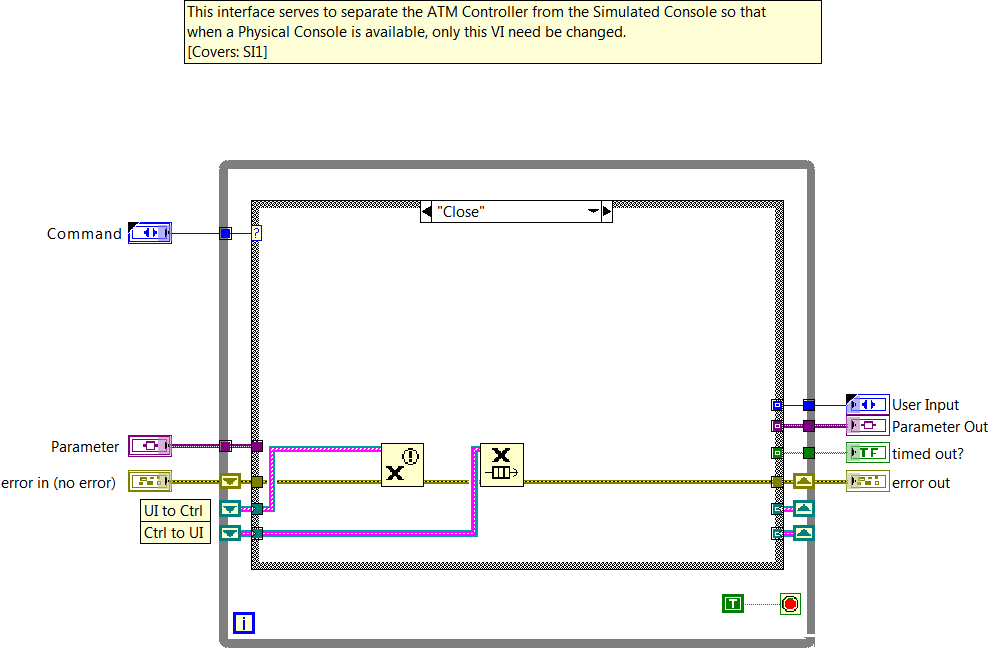 This interface serves to separate the ATM Controller from the Simulated Console so that
when a Physical Console is available, only this VI need be changed.
[Covers: SI1]
"Close"
Command
?
User Input
Parameter Out
Parameter
timed out?
TF
error in (no error)
error out
UI to Ctrl
Ctrl to UI
T
i